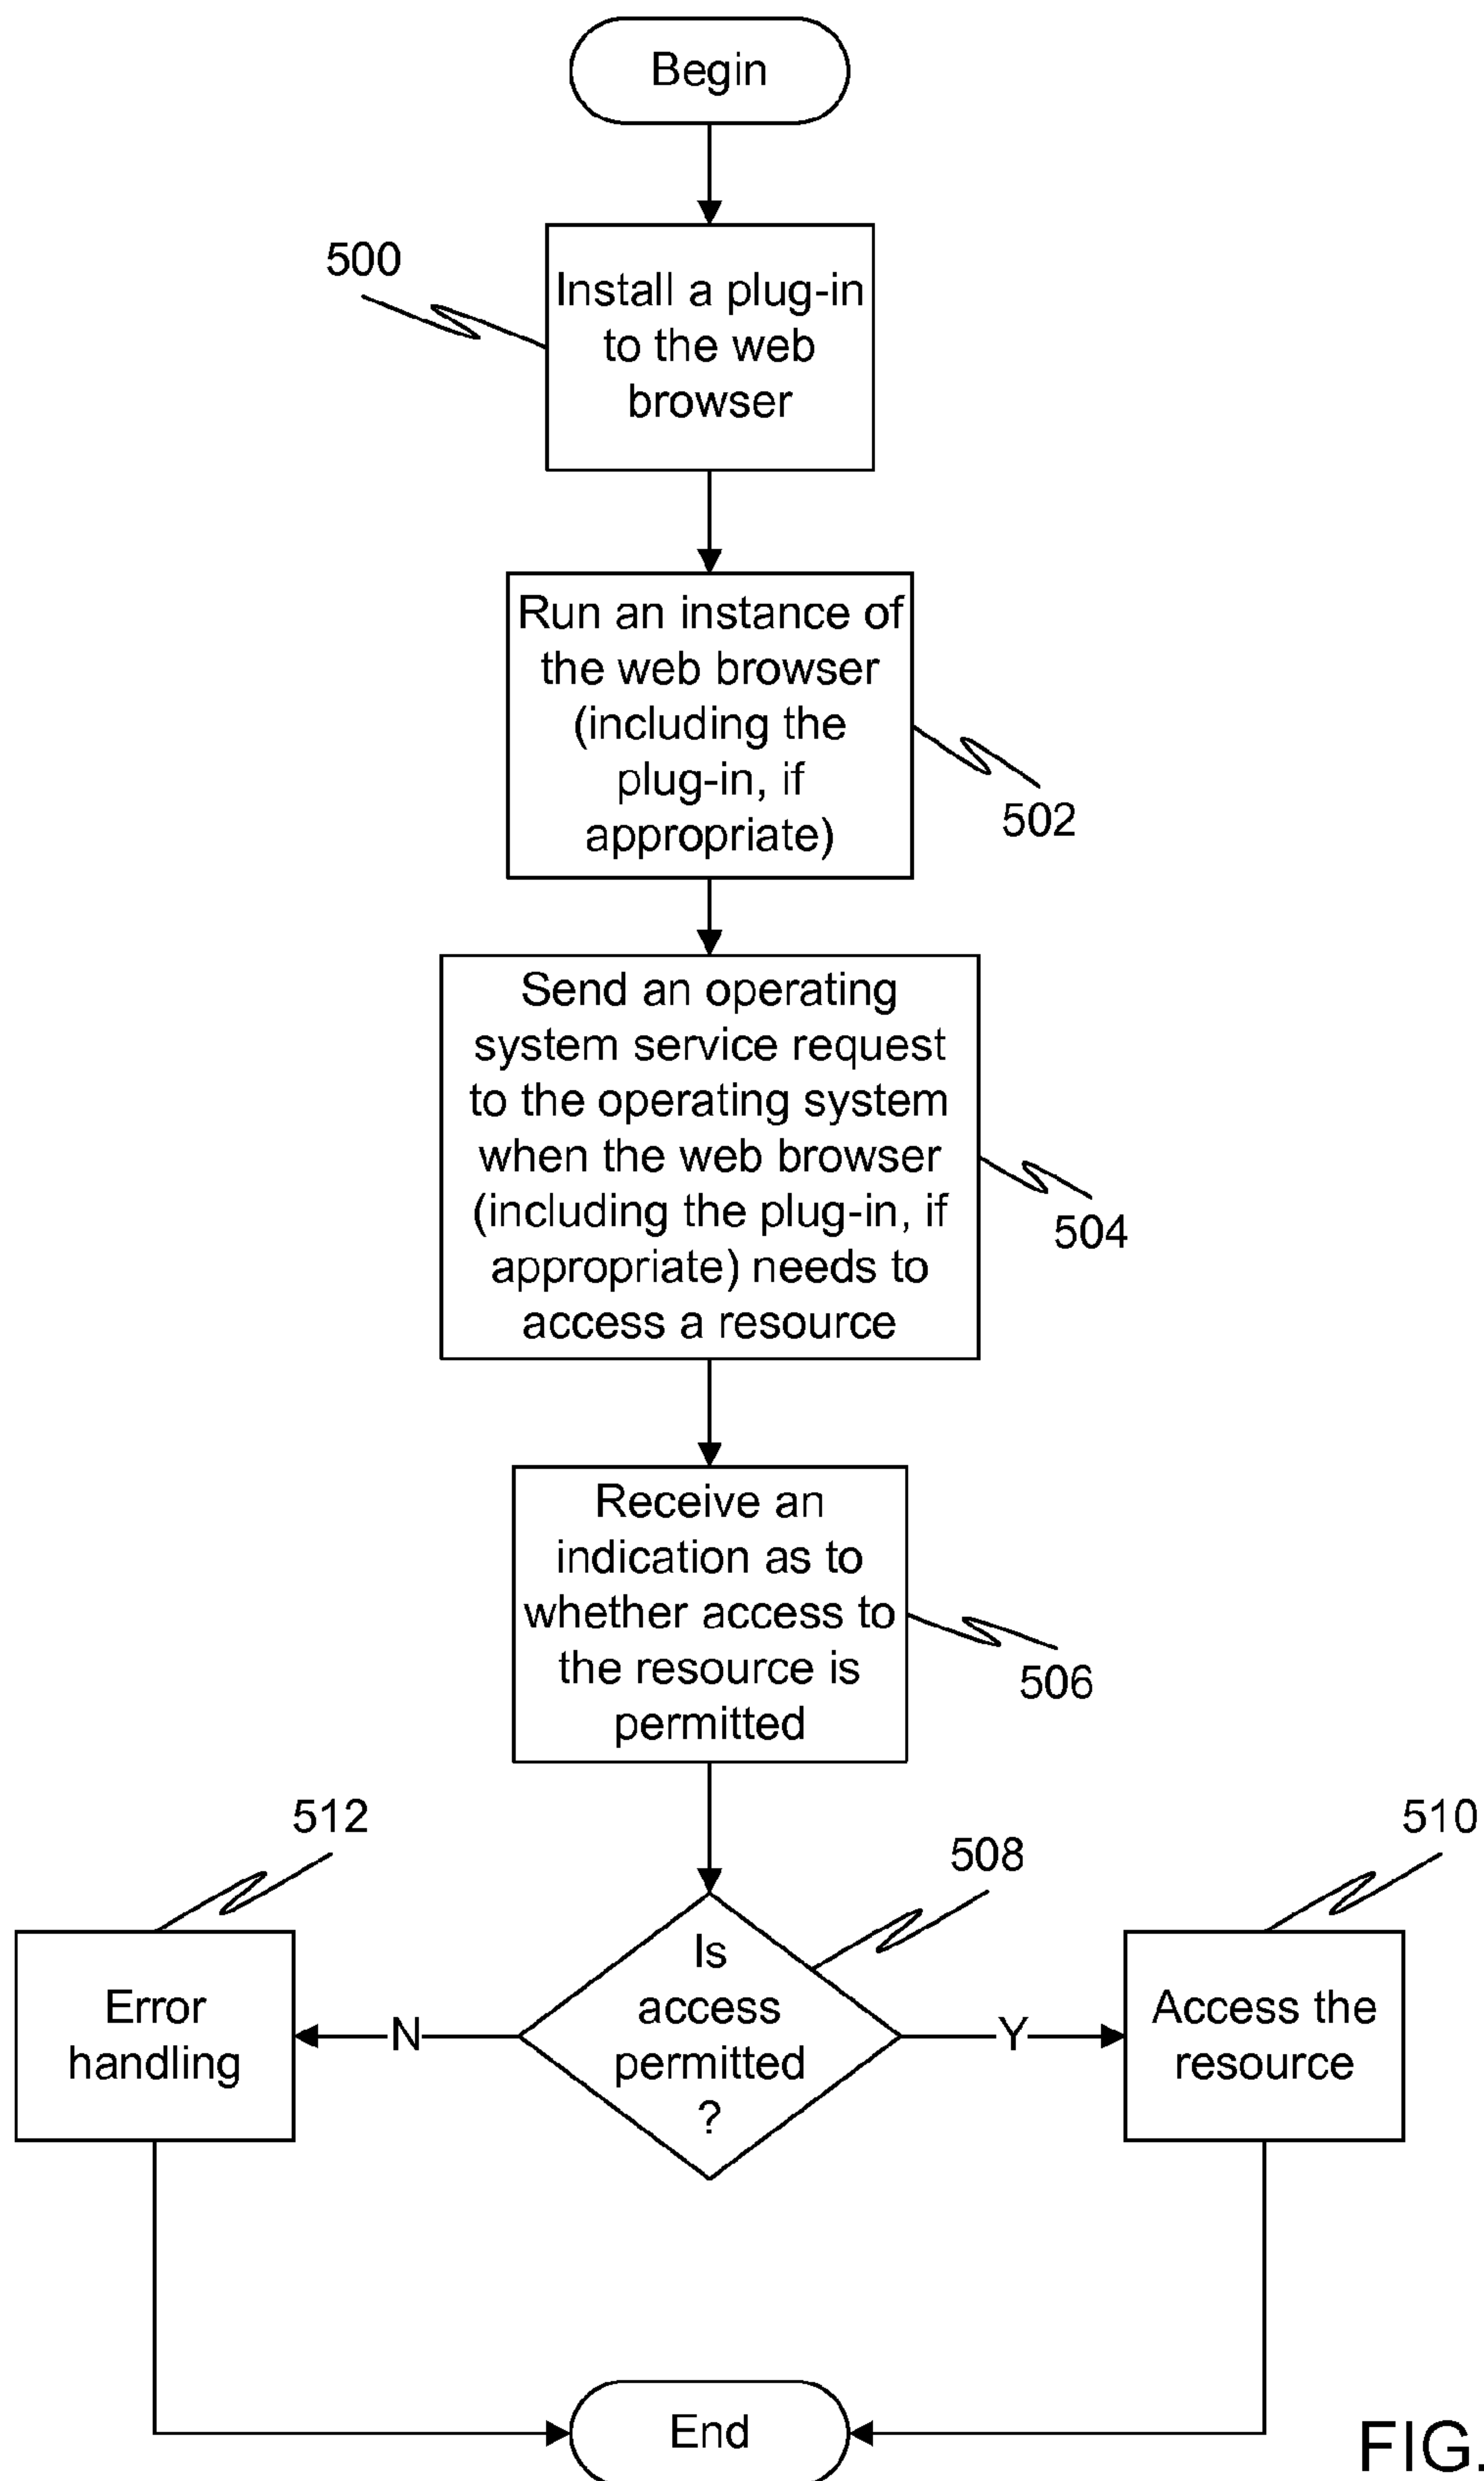 Begin
500
Install a plug-in
to the web
browser
Run an instance of
the web browser
(including the
plug-in, if
appropriate)
502
Send an operating
system service request
to the operating system
when the web browser
(including the plug-in, if
appropriate) needs to
access a resource
504
Receive an
indication as to
whether access to
the resource is
permitted
506
512
508
510
Error
handling
N
Is
access
permitted
?
Y
Access the
resource
End
FIG.